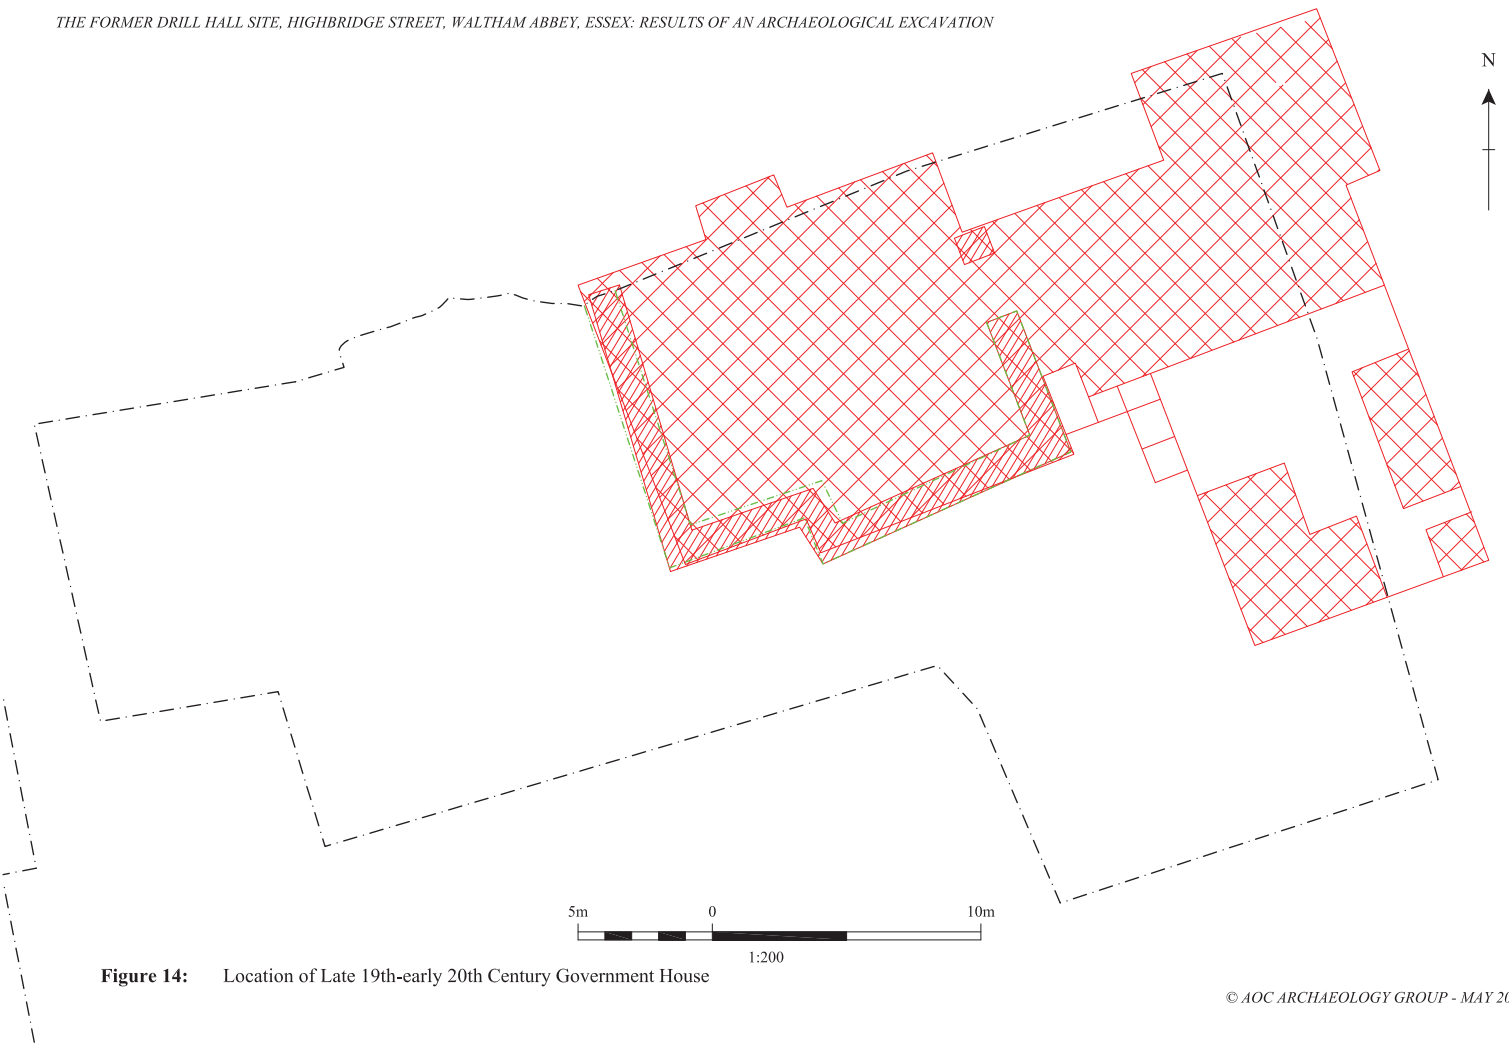 THE FORMER DRILL HALL SITE, HIGHBRIDGE STREET, WALTHAM ABBEY, ESSEX: RESULTS OF AN ARCHAEOLOGICAL EXCAVATION
N
5m 0 10m
1:200
Figure 14: Location of Late 19th-early 20th Century Government House
© AOC ARCHAEOLOGY GROUP - MAY